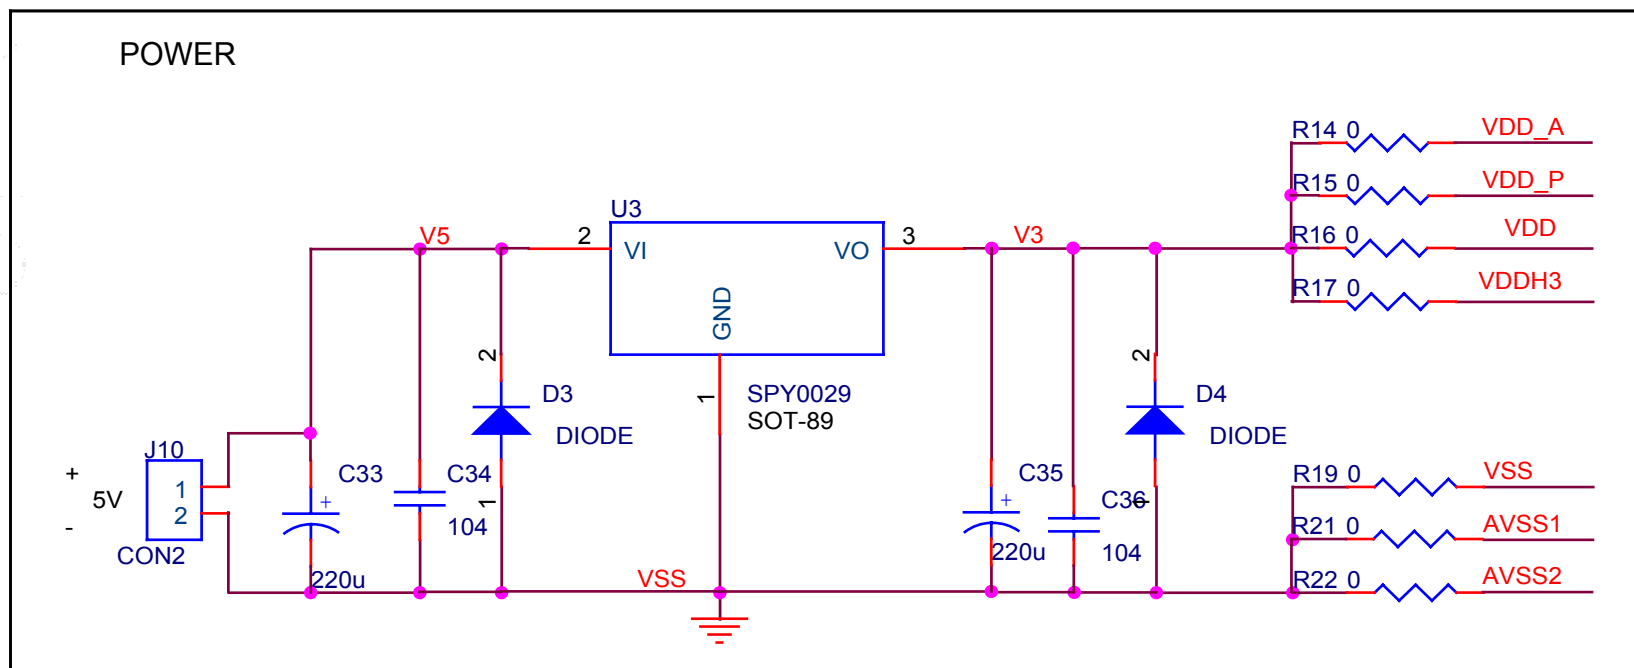 POWER
R14 0
VDD_A
R15 0
VDD_P
U3
V5
2
VI
VO
3
V3
R16 0
VDD
R17 0
VDDH3
GND
2
D3
DIODE
1
SPY0029
SOT-89
2
D4
DIODE
J10
+
5V
-
1
2
CON2
C33
+
220u
C34
104
1
C35
+
220u
C36
104
1
R19 0
VSS
R21 0
AVSS1
R22 0
AVSS2
VSS